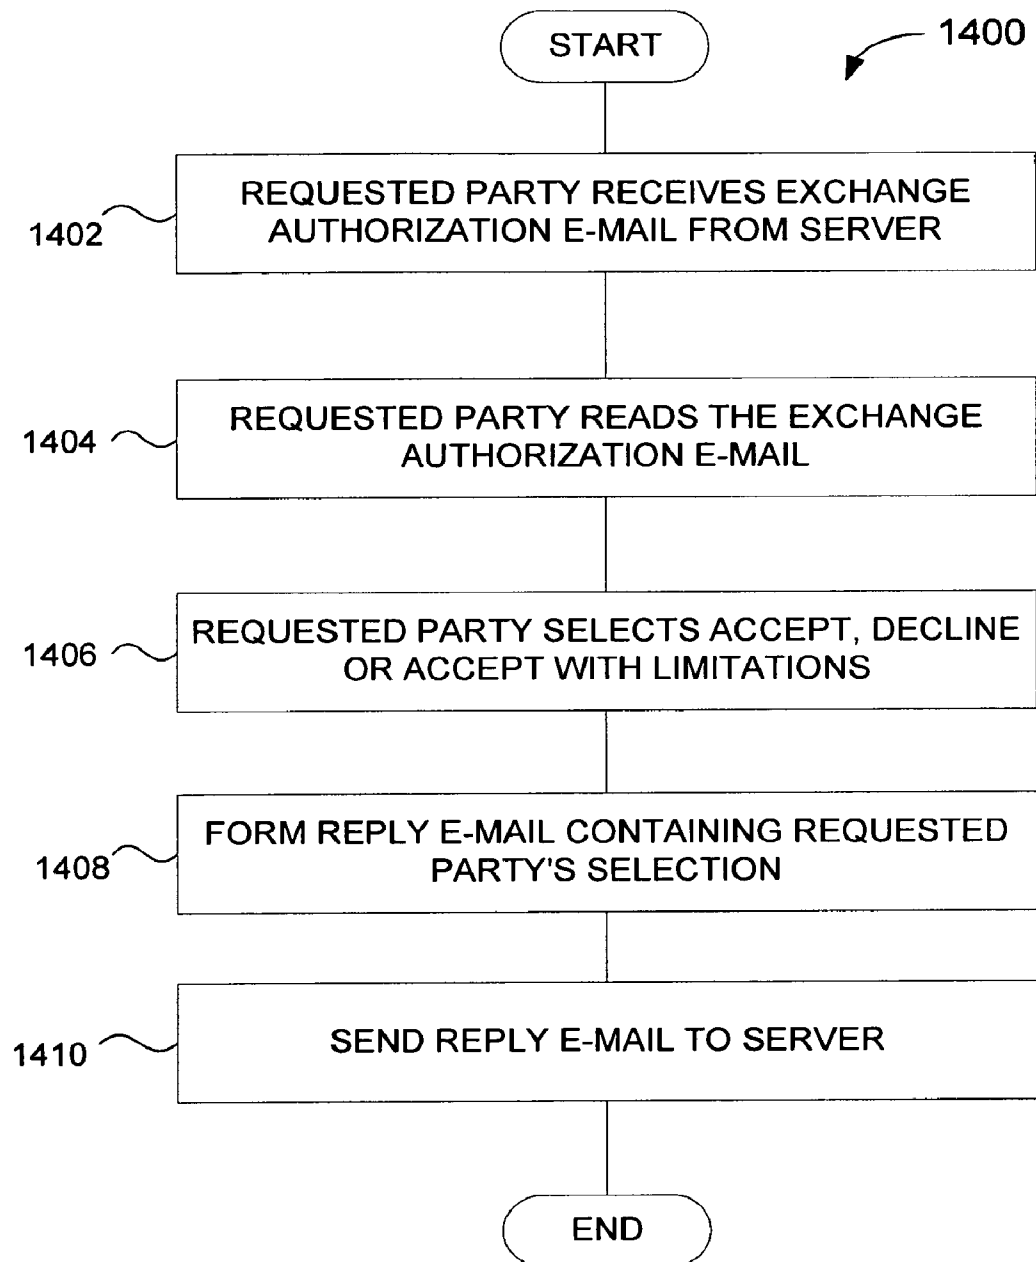 START
1400
REQUESTED PARTY RECEIVES EXCHANGE
AUTHORIZATION E-MAIL FROM SERVER
1402
REQUESTED PARTY READS THE EXCHANGE
AUTHORIZATION E-MAIL
1404
REQUESTED PARTY SELECTS ACCEPT, DECLINE
OR ACCEPT WITH LIMITATIONS
1406
FORM REPLY E-MAIL CONTAINING REQUESTED
PARTY'S SELECTION
1408
SEND REPLY E-MAIL TO SERVER
1410
END